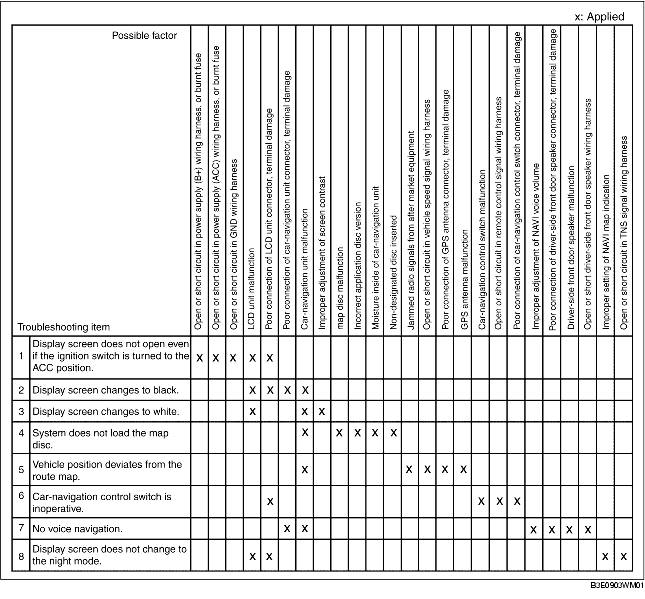 x: Applied
Possible factor
Troubleshooting item
Open or short circuit in power supply (B+) wiring harness, or burnt fuse
Open or short circuit in power supply (ACC) wiring harness, or burnt fuse
Open or short circuit in GND wiring harness
LCD unit malfunction
Poor connection of LCD unit connector, terminal damage
Poor connection of car-navigation unit connector, terminal damage
Car-navigation unit malfunction
Improper adjustment of screen contrast
map disc malfunction
Incorrect application disc version
Moisture inside of car-navigation unit
Non-designated disc inserted
Jammed radio signals from after market equipment
Open or short circuit in vehicle speed signal wiring harness
Poor connection of GPS antenna connector, terminal damage
GPS antenna malfunction
Car-navigation control switch malfunction
Open or short circuit in remote control signal wiring harness
Poor connection of car-navigation control switch connector, terminal damage
Improper adjustment of NAVI voice volume
Poor connection of driver-side front door speaker connector, terminal damage
Driver-side front door speaker malfunction
Open or short driver-side front door speaker wiring harness
Improper setting of NAVI map indication
Open or short circuit in TNS signal wiring harness
1 Display screen does not open even
if the ignition switch is turned to the
ACC position.
X X X X X
2 Display screen changes to black. X X X X
3 Display screen changes to white. X X X
4 System does not load the map
disc.
X X X X X
5 Vehicle position deviates from the
route map.
X X X X X
6 Car-navigation control switch is
inoperative.
X X X X
7 No voice navigation. X X X X X X
8 Display screen does not change to
the night mode.
X X X X
B3E0903WM01